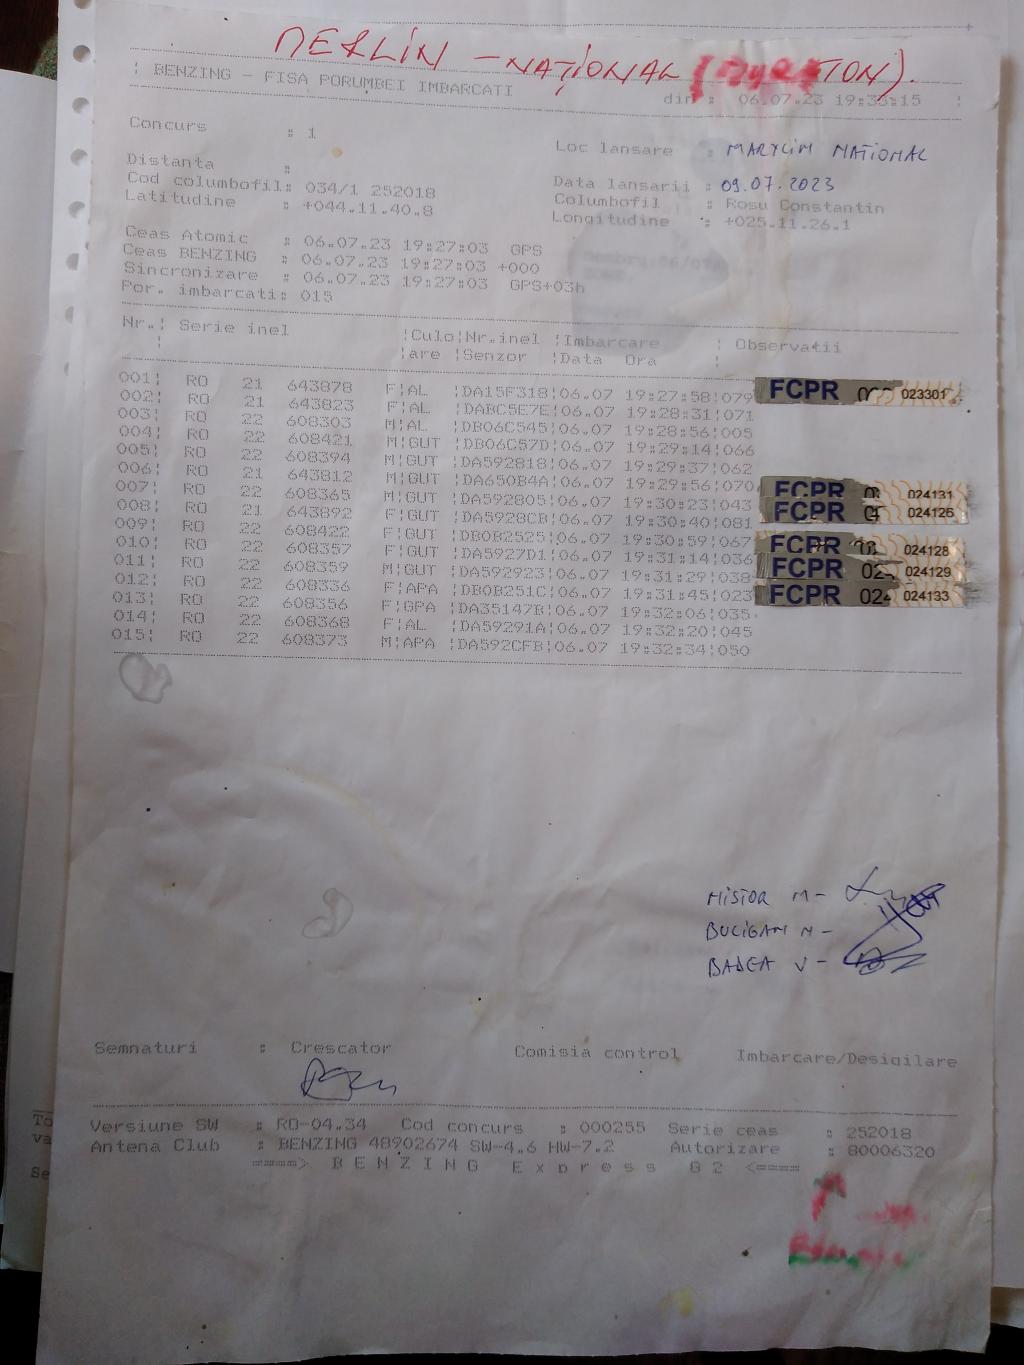 MERLIN - NAȚIONAL
BENZING - FISA PORUMBEI IMBARCATI
din : 06.07.23 19:33:15
Concurs : 1
Loc lansare : MARYLIN NATIONAL
Distanta :
Cod columbofil: 034/1 252018
Data lansarii : 09.07.2023
Latitudine : +044.11.40.8
Columbofil : Rosu Constantin
Longitudine : +025.11.26.1
Ceas Atomic : 06.07.23 19:27:03 GPS
Ceas BENZING : 06.07.23 19:27:03 +000
Sincronizare : 06.07.23 19:27:03 GPS+03h
Por. imbarcati: 015
Nr.¦ Serie inel ¦Culo¦Nr.inel ¦Imbarcare ¦ Observatii
¦ ¦are ¦Senzor ¦Data Ora ¦
001¦ RO 21 643878 F¦AL ¦DA15F318¦06.07 19:27:58¦079 FCPR 023301
002¦ RO 21 643823 F¦AL ¦DABC5E7E¦06.07 19:28:31¦071
003¦ RO 22 608303 M¦AL ¦DB06C545¦06.07 19:28:56¦005
004¦ RO 22 608421 M¦GUT ¦DB06C57D¦06.07 19:29:14¦066
005¦ RO 22 608394 M¦GUT ¦DA592818¦06.07 19:29:37¦062
006¦ RO 21 643812 M¦GUT ¦DA650B4A¦06.07 19:29:56¦070 FCPR 024131
007¦ RO 22 608365 M¦GUT ¦DA592805¦06.07 19:30:23¦043 FCPR 024126
008¦ RO 21 643892 F¦GUT ¦DA5928CB¦06.07 19:30:40¦081
009¦ RO 22 608422 F¦GUT ¦DB0B2525¦06.07 19:30:59¦067 FCPR 024128
010¦ RO 22 608357 F¦GUT ¦DA5927D1¦06.07 19:31:14¦036 FCPR 024129
011¦ RO 22 608359 M¦GUT ¦DA592923¦06.07 19:31:29¦038 FCPR 024133
012¦ RO 22 608336 F¦APA ¦DB0B251C¦06.07 19:31:45¦023
013¦ RO 22 608356 F¦GPA ¦DA35147B¦06.07 19:32:06¦035
014¦ RO 22 608368 F¦AL ¦DA59291A¦06.07 19:32:20¦045
015¦ RO 22 608373 M¦APA ¦DA592CFB¦06.07 19:32:34¦050
NISTOR M-
BUCIGAN N-
BADEA V-
Semnaturi : Crescator Comisia control Imbarcare/Desigilare
Versiune SW : RO-04.34 Cod concurs : 000255 Serie ceas : 252018
Antena Club : BENZING 48902674 SW-4.6 HW-7.2 Autorizare : 80006320
====> BENZING Express G2 <====